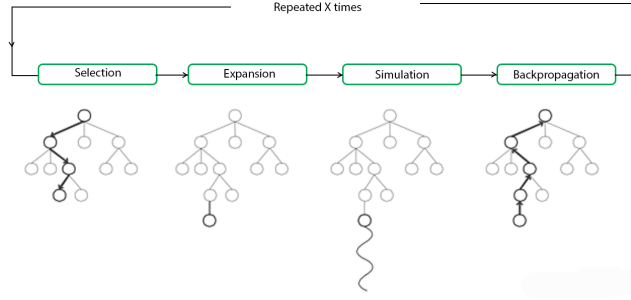 Repeated X times
Selection
Expansion
Simulation
Backpropagation